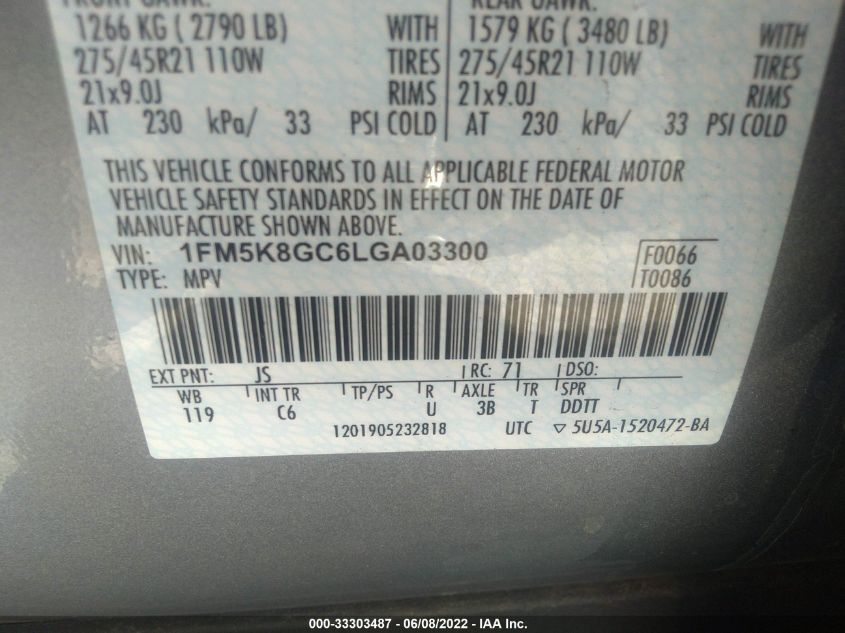 FRONT GAWR: REAR GAWR:
1266 KG ( 2790 LB) WITH 1579 KG ( 3480 LB) WITH
275/45R21 110W TIRES 275/45R21 110W TIRES
21x9.0J RIMS 21x9.0J RIMS
AT 230 kPa/ 33 PSI COLD AT 230 kPa/ 33 PSI COLD
THIS VEHICLE CONFORMS TO ALL APPLICABLE FEDERAL MOTOR
VEHICLE SAFETY STANDARDS IN EFFECT ON THE DATE OF
MANUFACTURE SHOWN ABOVE.
VIN: 1FM5K8GC6LGA03300 F0066
TYPE: MPV T0086
EXT PNT: JS RC: 71 DSO:
WB INT TR TP/PS R AXLE TR SPR
119 C6 U 3B T DDTT
1201905232818 UTC ▽ 5U5A-1520472-BA
000-33303487 - 06/08/2022 - IAA Inc.